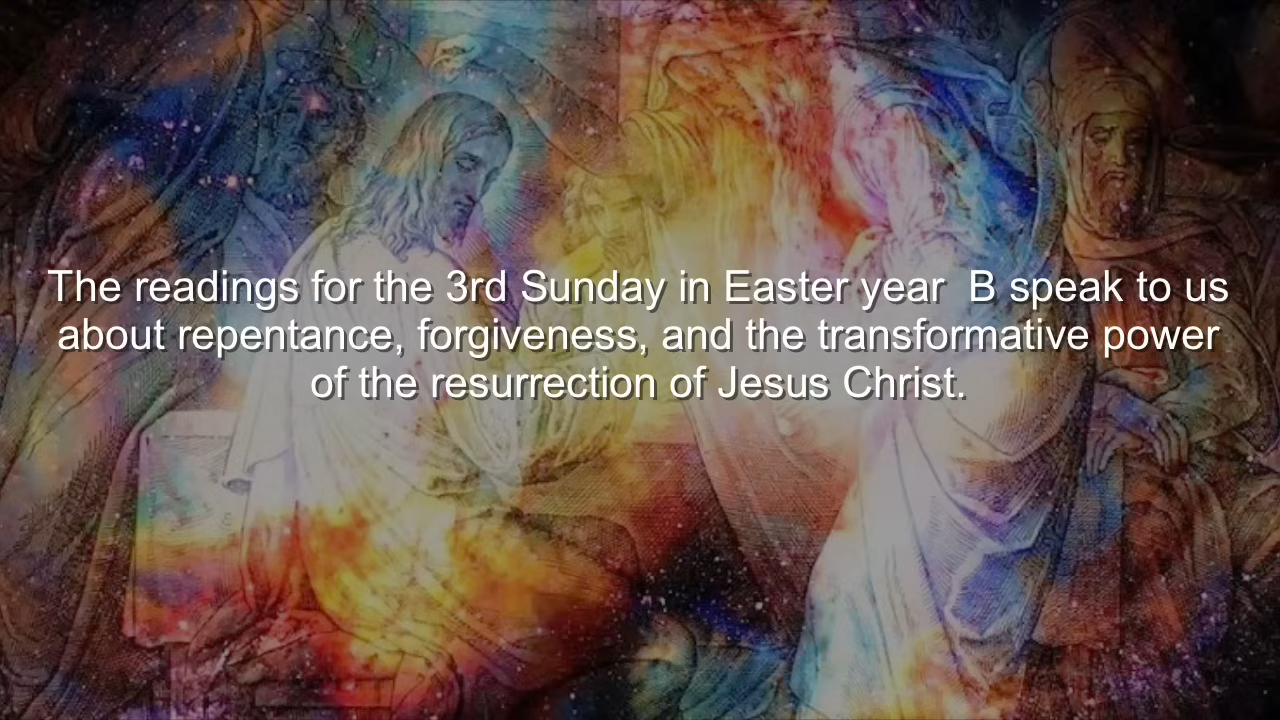 The readings for the 3rd Sunday in Easter year  B speak to us
about repentance, forgiveness, and the transformative power
of the resurrection of Jesus Christ.